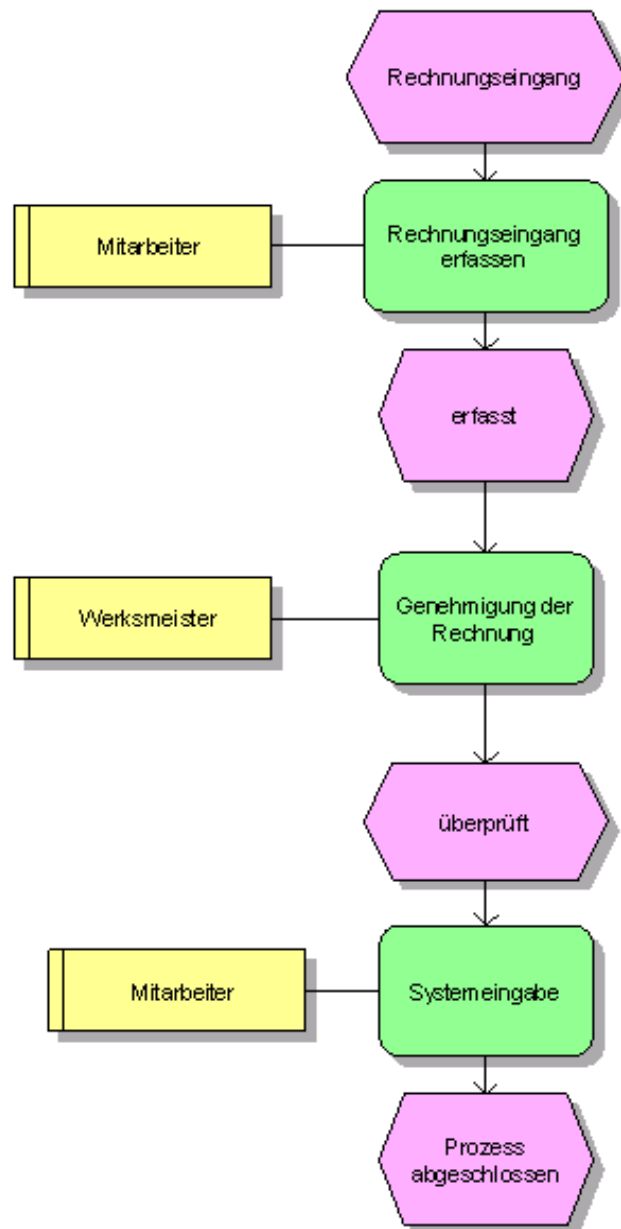 Rechnungseingang
Mitarbeiter
Rechnungseingang
erfassen
erfasst
Werksmeister
Genehmigung der
Rechnung
überprüft
Mitarbeiter
Systemeingabe
Prozess
abgeschlossen